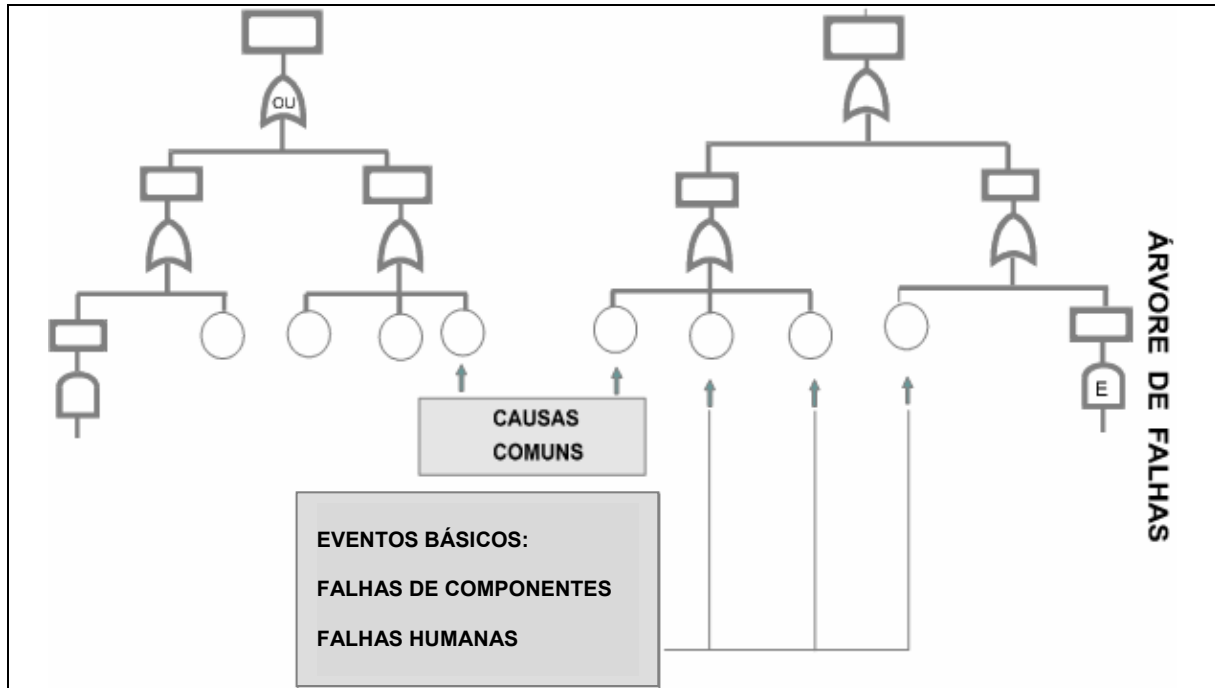 OU
E
ÁRVORE DE FALHAS
CAUSAS
COMUNS
EVENTOS BÁSICOS:
FALHAS DE COMPONENTES
FALHAS HUMANAS